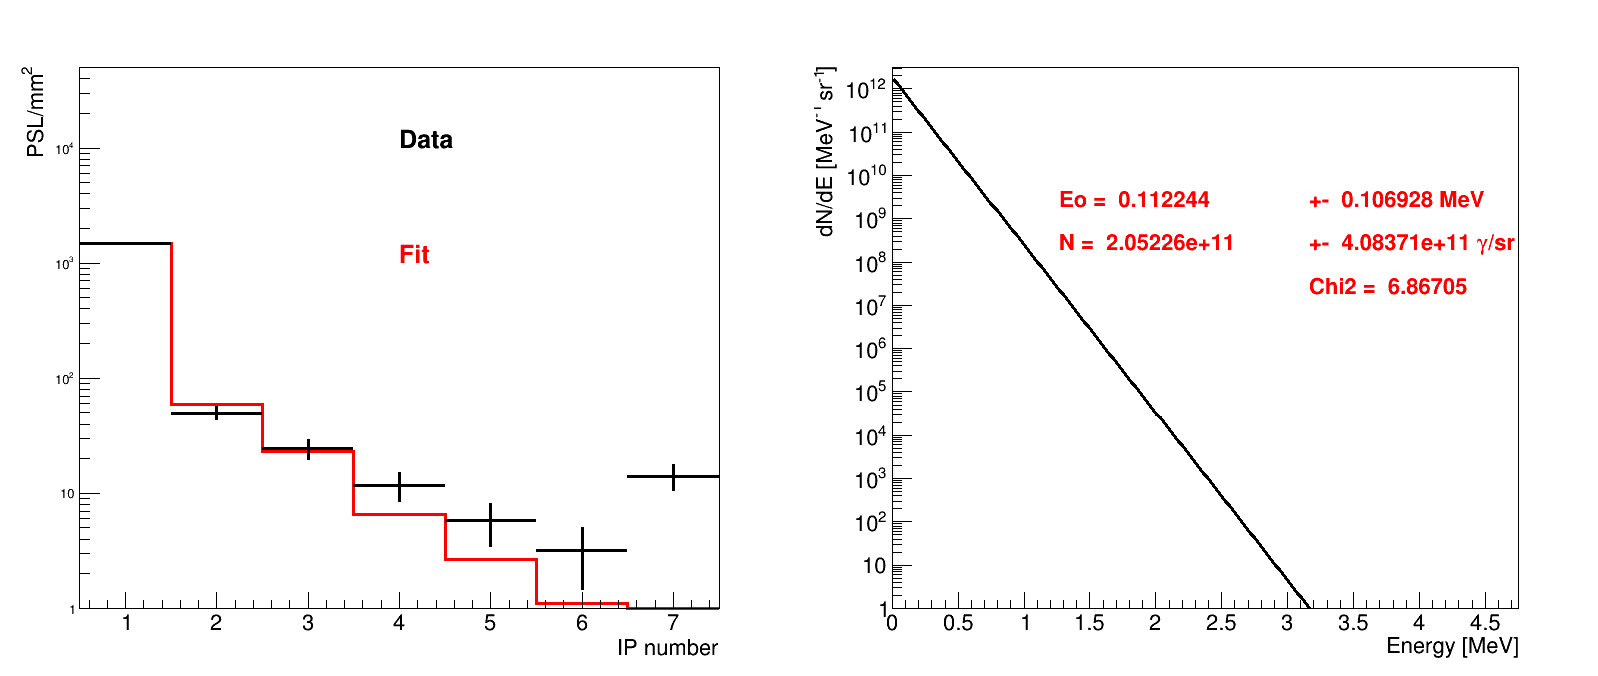 PSL/mm²
10⁴
10³
10²
10
1
Data
Fit
1 2 3 4 5 6 7
IP number
dN/dE [MeV⁻¹ sr⁻¹]
10¹²
10¹¹
10¹⁰
10⁹
10⁸
10⁷
10⁶
10⁵
10⁴
10³
10²
10
1
Eo = 0.112244 +- 0.106928 MeV
N = 2.05226e+11 +- 4.08371e+11 γ/sr
Chi2 = 6.86705
0 0.5 1 1.5 2 2.5 3 3.5 4 4.5
Energy [MeV]